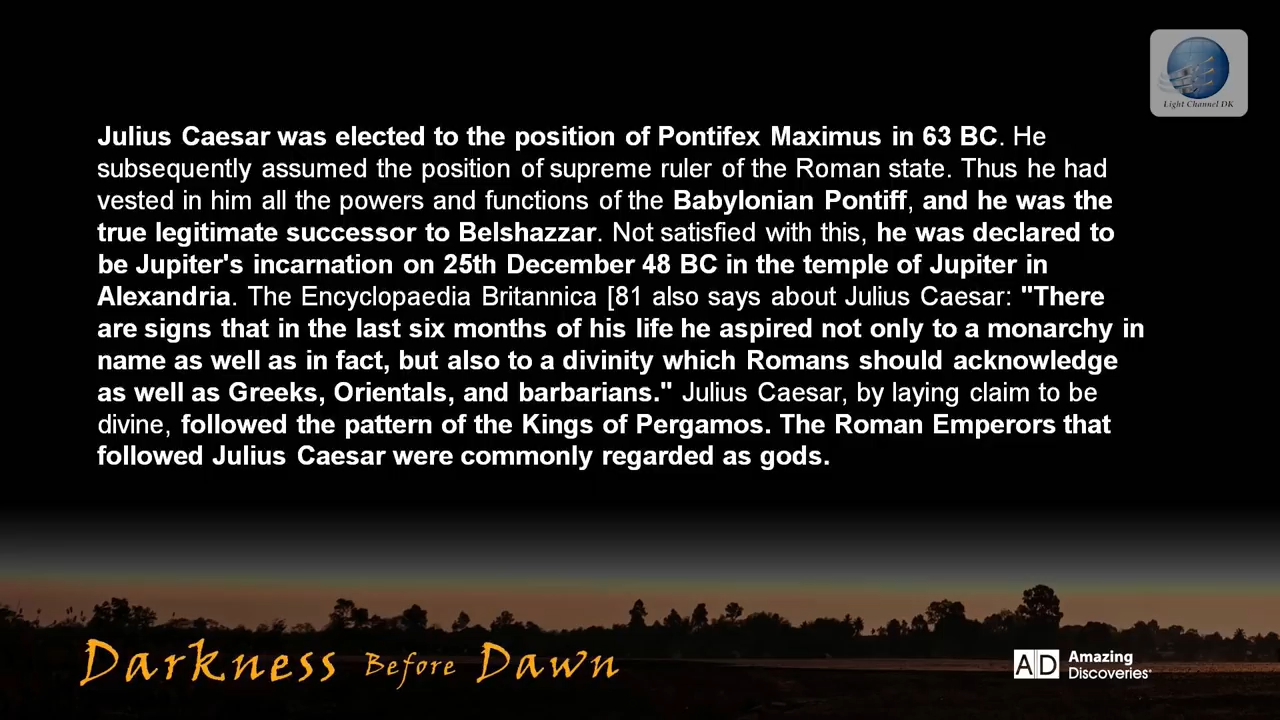 Light Channel DK
Julius Caesar was elected to the position of Pontifex Maximus in 63 BC. He
subsequently assumed the position of supreme ruler of the Roman state. Thus he had
vested in him all the powers and functions of the Babylonian Pontiff, and he was the
true legitimate successor to Belshazzar. Not satisfied with this, he was declared to
be Jupiter's incarnation on 25th December 48 BC in the temple of Jupiter in
Alexandria. The Encyclopaedia Britannica [81 also says about Julius Caesar: "There
are signs that in the last six months of his life he aspired not only to a monarchy in
name as well as in fact, but also to a divinity which Romans should acknowledge
as well as Greeks, Orientals, and barbarians." Julius Caesar, by laying claim to be
divine, followed the pattern of the Kings of Pergamos. The Roman Emperors that
followed Julius Caesar were commonly regarded as gods.
Darkness Before Dawn
AD Amazing
Discoveries